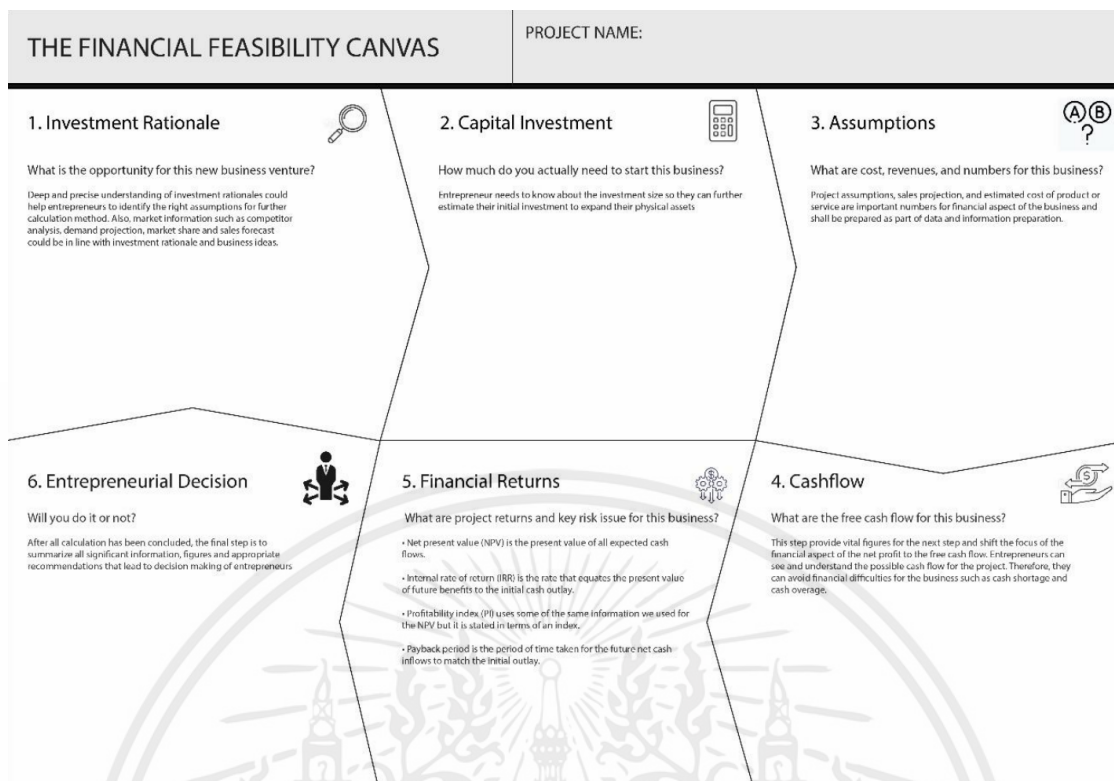 THE FINANCIAL FEASIBILITY CANVAS
PROJECT NAME:
1. Investment Rationale
What is the opportunity for this new business venture?
Deep and precise understanding of investment rationales could
help entrepreneurs to identify the right assumptions for further
calculation method. Also, market information such as competitor
analysis, demand projection, market share and sales forecast
could be in line with investment rationale and business ideas.
2. Capital Investment
How much do you actually need to start this business?
Entrepreneur needs to know about the investment size so they can further
estimate their initial investment to expand their physical assets
3. Assumptions
A B
?
What are cost, revenues, and numbers for this business?
Project assumptions, sales projection, and estimated cost of product or
service are important numbers for financial aspect of the business and
shall be prepared as part of data and information preparation.
6. Entrepreneurial Decision
Will you do it or not?
After all calculation has been concluded, the final step is to
summarize all significant information, figures and appropriate
recommendations that lead to decision making of entrepreneurs
5. Financial Returns
$
What are project returns and key risk issue for this business?
• Net present value (NPV) is the present value of all expected cash
flows.
• Internal rate of return (IRR) is the rate that equates the present value
of future benefits to the initial cash outlay.
• Profitability index (PI) uses some of the same information we used for
the NPV but it is stated in terms of an index.
• Payback period is the period of time taken for the future net cash
inflows to match the initial outlay.
4. Cashflow
$
What are the free cash flow for this business?
This step provide vital figures for the next step and shift the focus of the
financial aspect of the net profit to the free cash flow. Entrepreneurs can
see and understand the possible cash flow for the project. Therefore, they
can avoid financial difficulties for the business such as cash shortage and
cash overage.